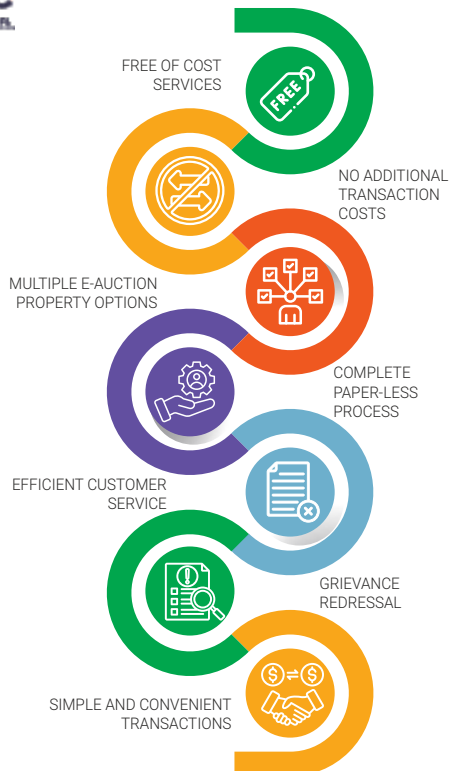 FREE OF COST
SERVICES
FREE
NO ADDITIONAL
TRANSACTION
COSTS
MULTIPLE E-AUCTION
PROPERTY OPTIONS
COMPLETE
PAPER-LESS
PROCESS
EFFICIENT CUSTOMER
SERVICE
GRIEVANCE
REDRESSAL
SIMPLE AND CONVENIENT
TRANSACTIONS